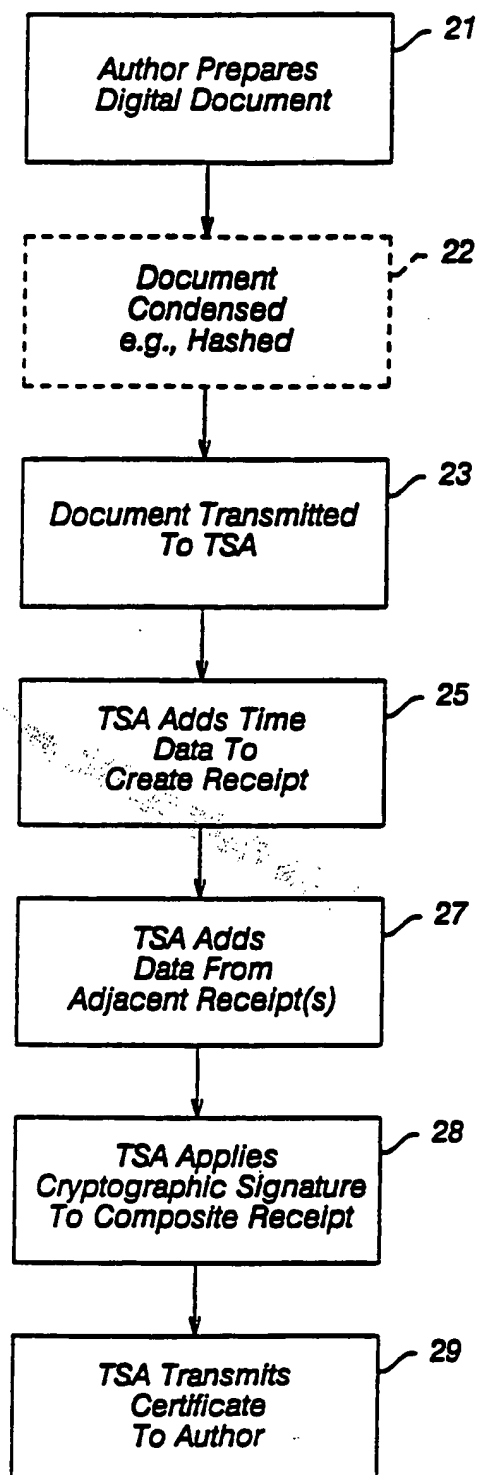 21
Author Prepares
Digital Document
22
Document
Condensed
e.g., Hashed
23
Document Transmitted
To TSA
25
TSA Adds Time
Data To
Create Receipt
27
TSA Adds
Data From
Adjacent Receipt(s)
28
TSA Applies
Cryptographic Signature
To Composite Receipt
29
TSA Transmits
Certificate
To Author